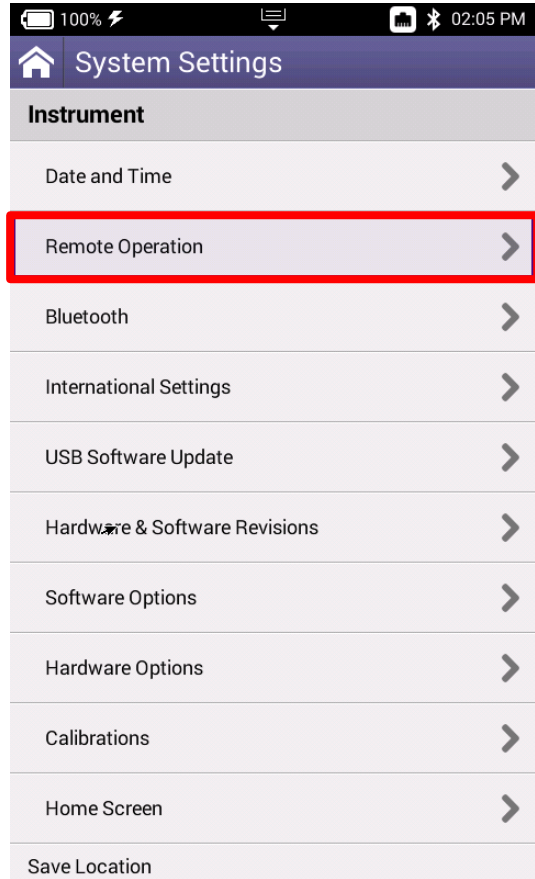 100% 02:05 PM
System Settings
Instrument
Date and Time
Remote Operation
Bluetooth
International Settings
USB Software Update
Hardware & Software Revisions
Software Options
Hardware Options
Calibrations
Home Screen
Save Location